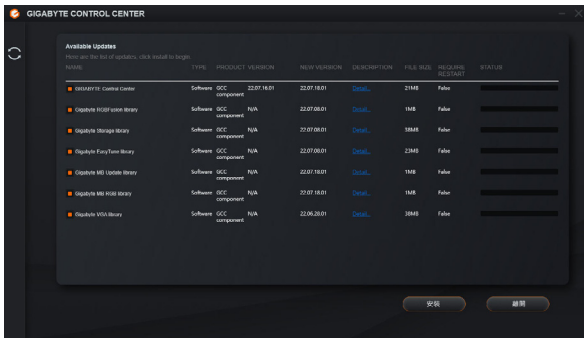 GIGABYTE CONTROL CENTER
Available Updates
Here are the list of updates, click install to begin.
NAME TYPE PRODUCT VERSION NEW VERSION DESCRIPTION FILE SIZE REQUIRE RESTART STATUS
GIGABYTE Control Center Software GCC component 22.07.16.01 22.07.18.01 Detail... 21MB False
Gigabyte RGBFusion library Software GCC component N/A 22.07.08.01 Detail... 1MB False
Gigabyte Storage library Software GCC component N/A 22.07.08.01 Detail... 38MB False
Gigabyte EasyTune library Software GCC component N/A 22.07.08.01 Detail... 23MB False
Gigabyte MB Update library Software GCC component N/A 22.07.18.01 Detail... 1MB False
Gigabyte MB RGB library Software GCC component N/A 22.07.18.01 Detail... 1MB False
Gigabyte VGA library Software GCC component N/A 22.06.28.01 Detail... 30MB False
安裝 離開